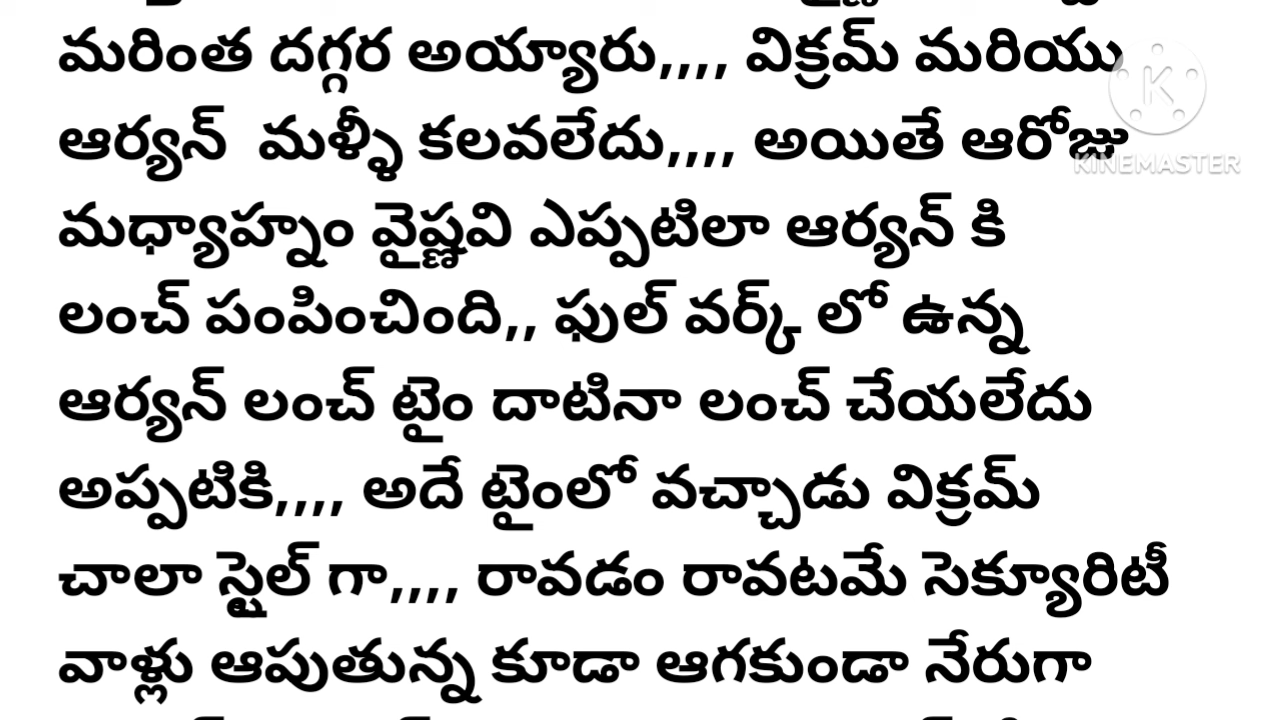 మరింత దగ్గర అయ్యారు,,,, విక్రమ్ మరియు
ఆర్యన్  మళ్ళీ కలవలేదు,,,, అయితే ఆరోజు
KINEMASTER
మధ్యాహ్నం వైష్ణవి ఎప్పటిలా ఆర్యన్ కి
లంచ్ పంపించింది,, ఫుల్ వర్క్ లో ఉన్న
ఆర్యన్ లంచ్ టైం దాటినా లంచ్ చేయలేదు
అప్పటికి,,,, అదే టైంలో వచ్చాడు విక్రమ్
చాలా స్టైల్ గా,,,, రావడం రావటమే సెక్యూరిటీ
వాళ్లు ఆపుతున్న కూడా ఆగకుండా నేరుగా